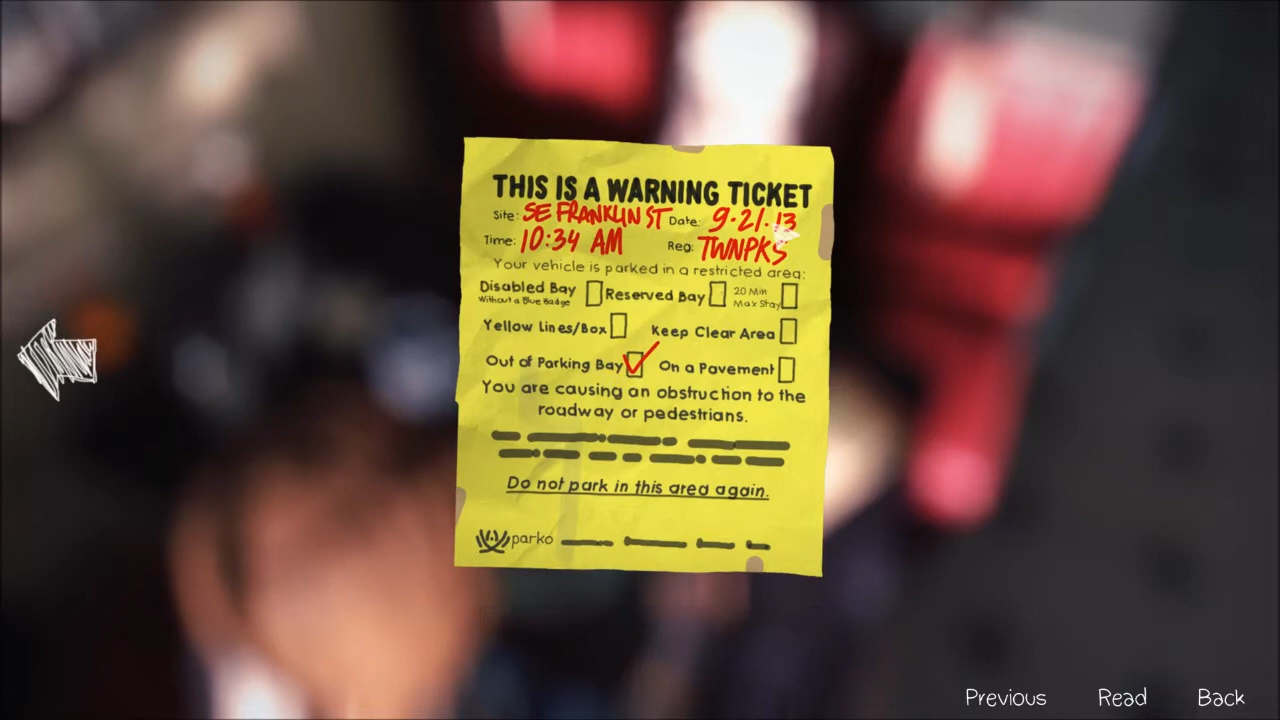 THIS IS A WARNING TICKET
Site: SE FRANKLIN ST Date: 9.21.13
Time: 10:34 AM Reg: TWNPKS
Your vehicle is parked in a restricted area:
Disabled Bay Reserved Bay 20 Min
Without a Blue Badge Max Stay
Yellow Lines/Box Keep Clear Area
Out of Parking Bay On a Pavement
You are causing an obstruction to the
roadway or pedestrians.
Do not park in this area again.
parko
Previous Read Back